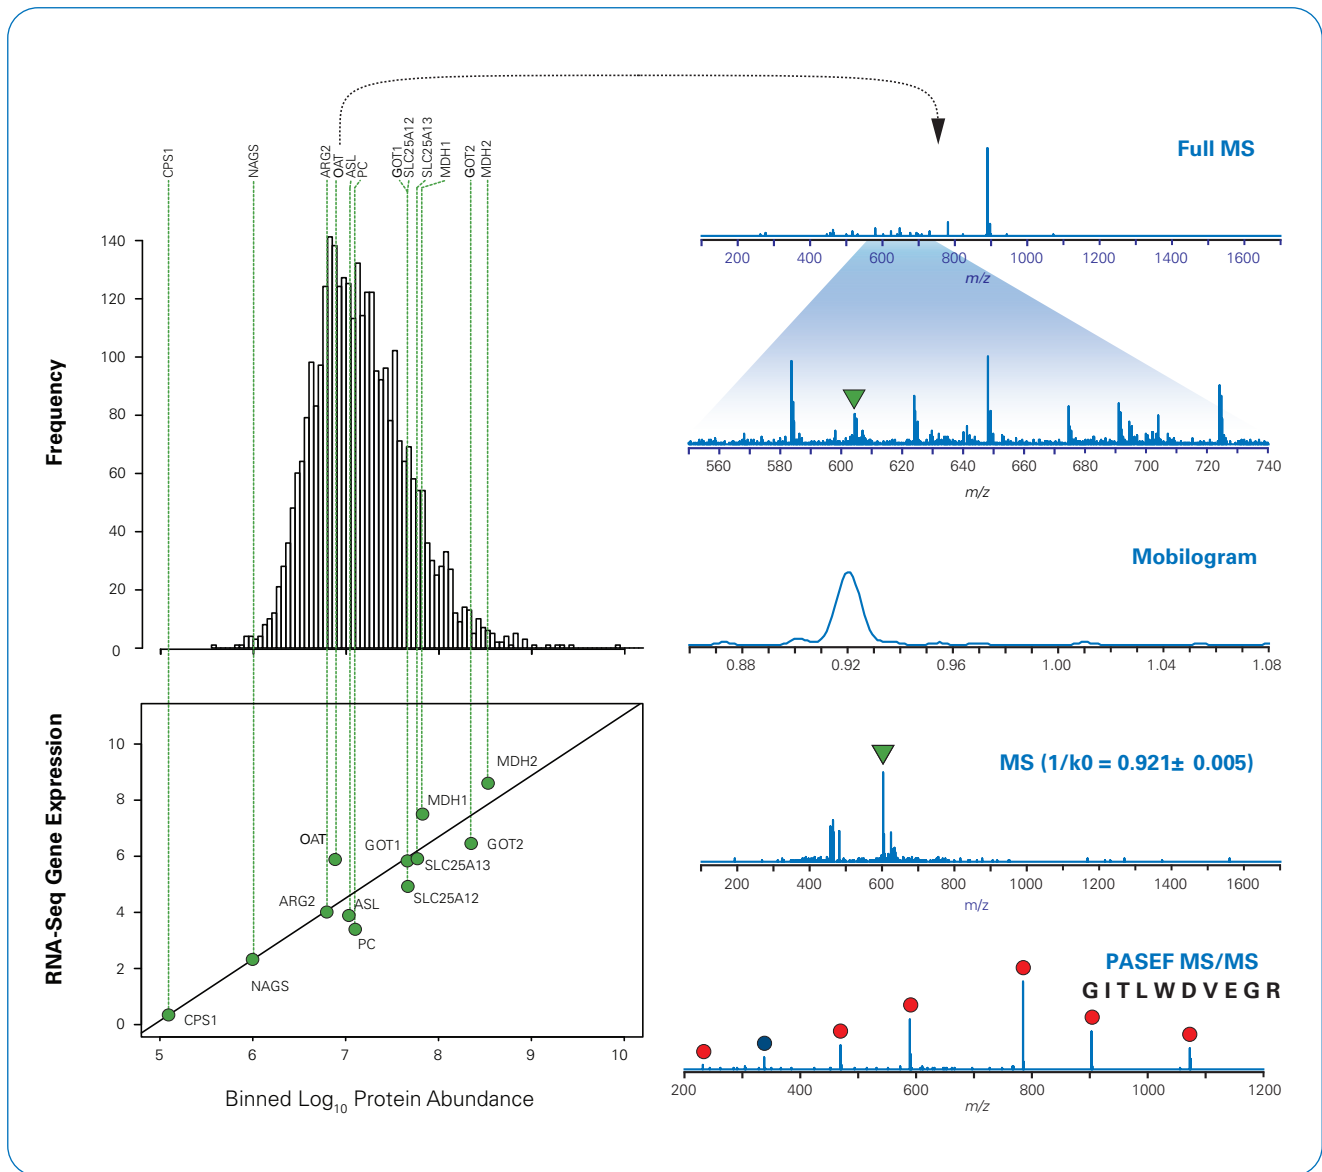 CPS1
NAGS
ARG2
OAT
ASL
PC
GOT1
SLC25A12
SLC25A13
MDH1
GOT2
MDH2
Frequency
140
120
100
80
60
40
20
0
RNA-Seq Gene Expression
10
8
6
4
2
0
MDH2
MDH1
OAT
GOT1
GOT2
SLC25A13
SLC25A12
ARG2
ASL
PC
NAGS
CPS1
5 6 7 8 9 10
Binned Log10 Protein Abundance
Full MS
200 400 600 800 1000 1200 1400 1600
m/z
560 580 600 620 640 660 680 700 720 740
m/z
Mobilogram
0.88 0.92 0.96 1.00 1.04 1.08
MS (1/k0 = 0.921± 0.005)
200 400 600 800 1000 1200 1400 1600
m/z
PASEF MS/MS
G I T L W D V E G R
200 400 600 800 1000 1200
m/z